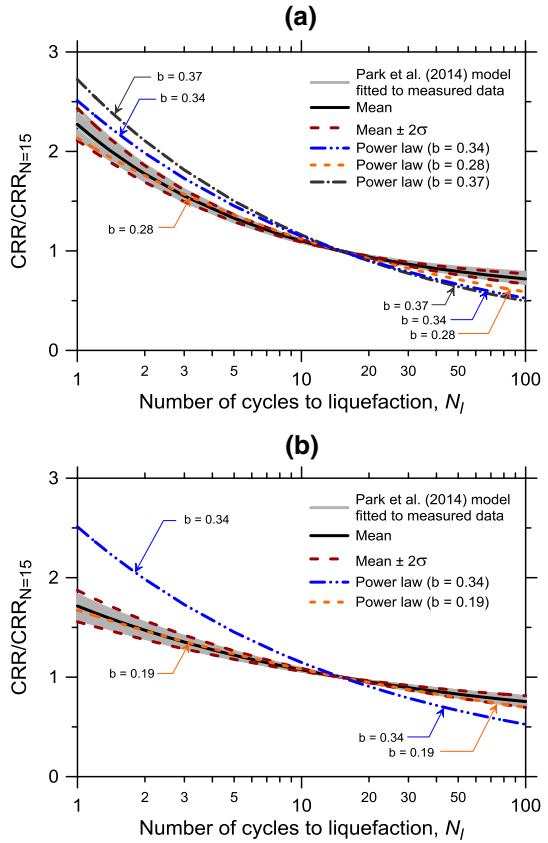 (a)
3
2
1
0
CRR/CRR_N=15
b = 0.37
b = 0.34
b = 0.28
Park et al. (2014) model
fitted to measured data
Mean
Mean ± 2σ
Power law (b = 0.34)
Power law (b = 0.28)
Power law (b = 0.37)
b = 0.37
b = 0.34
b = 0.28
1 2 3 5 10 20 30 50 100
Number of cycles to liquefaction, N_l
(b)
3
2
1
0
CRR/CRR_N=15
b = 0.34
b = 0.19
Park et al. (2014) model
fitted to measured data
Mean
Mean ± 2σ
Power law (b = 0.34)
Power law (b = 0.19)
b = 0.34
b = 0.19
1 2 3 5 10 20 30 50 100
Number of cycles to liquefaction, N_l